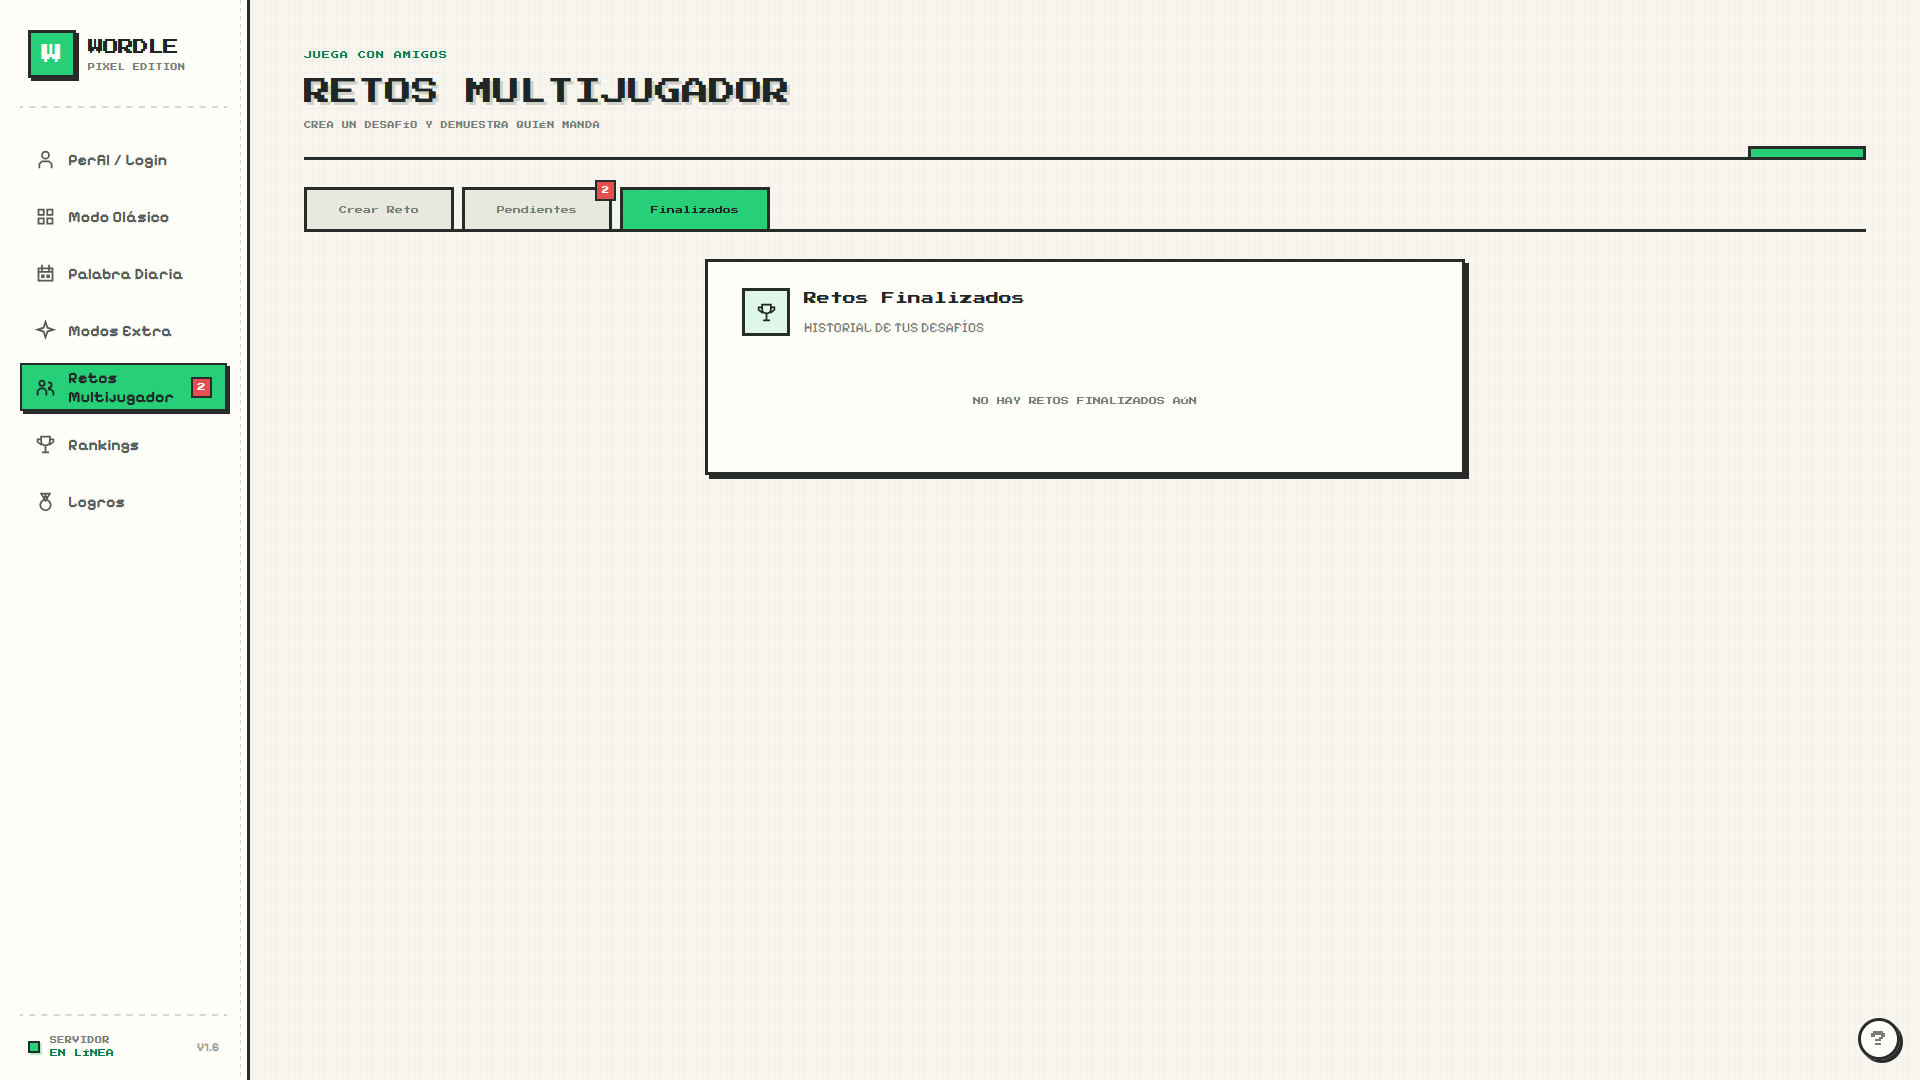 W
WORDLE
PIXEL EDITION
Perfil / Login
Modo Clásico
Palabra Diaria
Modos Extra
Retos
Multijugador
2
Rankings
Logros
SERVIDOR
EN LÍNEA
V1.6
JUEGA CON AMIGOS
RETOS MULTIJUGADOR
CREA UN DESAFÍO Y DEMUESTRA QUIÉN MANDA
Crear Reto
Pendientes
2
Finalizados
Retos Finalizados
HISTORIAL DE TUS DESAFÍOS
NO HAY RETOS FINALIZADOS AÚN
?